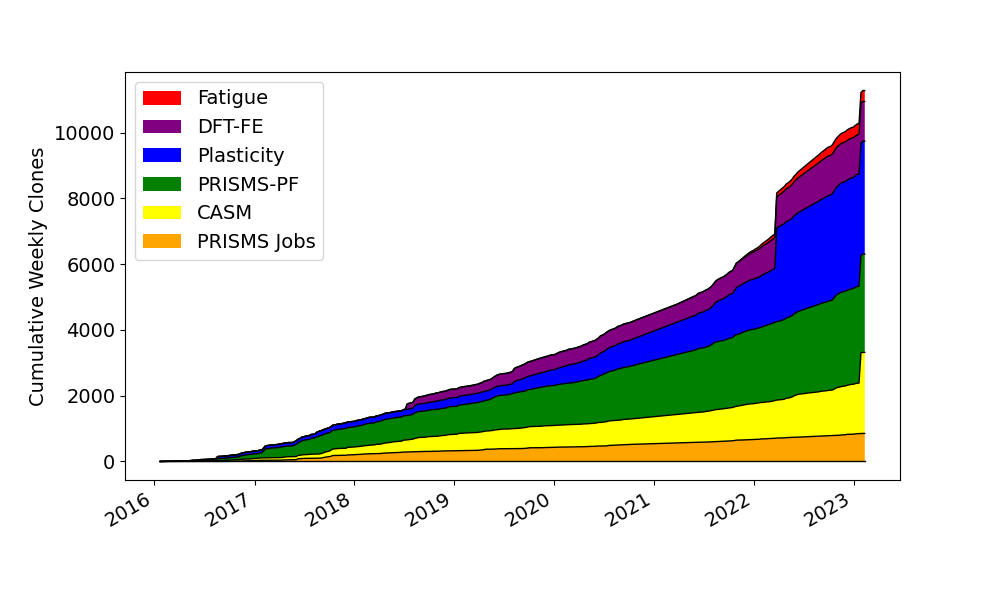 Fatigue
DFT-FE
Plasticity
PRISMS-PF
CASM
PRISMS Jobs
Cumulative Weekly Clones
10000
8000
6000
4000
2000
0
2016
2017
2018
2019
2020
2021
2022
2023